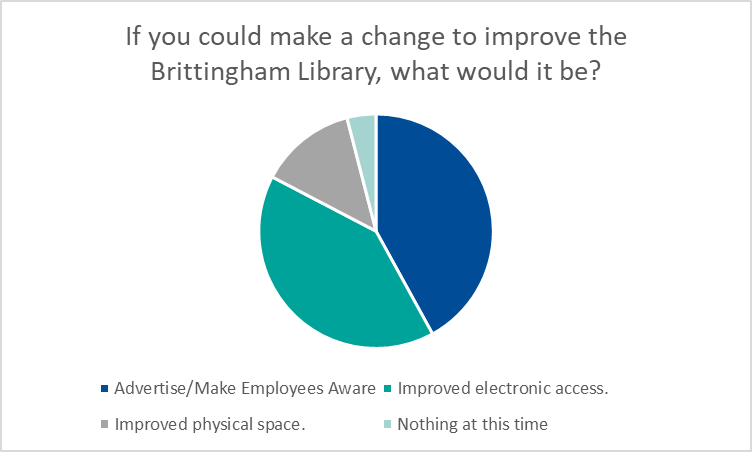 If you could make a change to improve the
Brittingham Library, what would it be?
Advertise/Make Employees Aware
Improved electronic access.
Improved physical space.
Nothing at this time